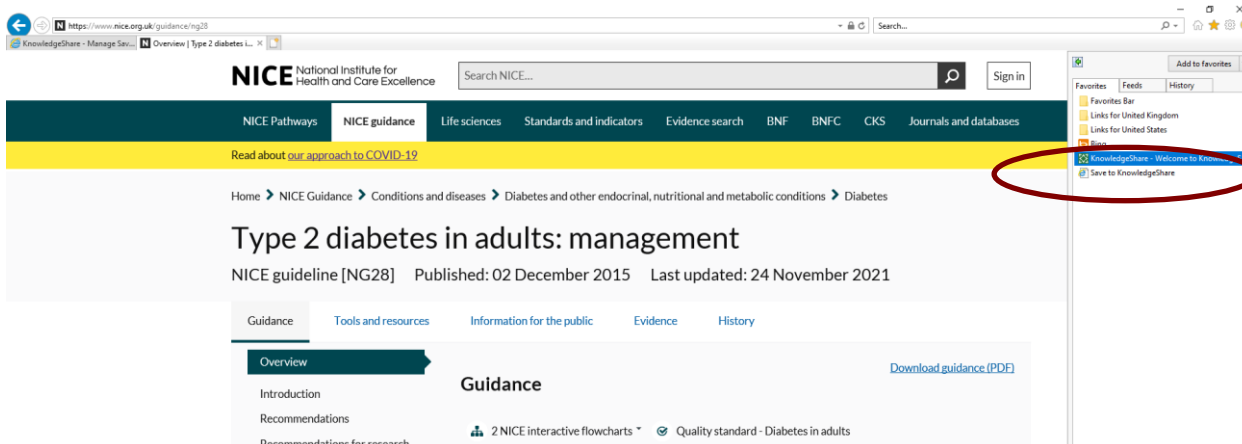 https://www.nice.org.uk/guidance/ng28
Search...
KnowledgeShare - Manage Sav...
Overview | Type 2 diabetes i...
NICE National Institute for Health and Care Excellence
Search NICE...
Sign in
Add to favorites
Favorites Feeds History
Favorites Bar
Links for United Kingdom
Links for United States
Bing
KnowledgeShare - Welcome to
Save to KnowledgeShare
NICE Pathways NICE guidance Life sciences Standards and indicators Evidence search BNF BNFC CKS Journals and databases
Read about our approach to COVID-19
Home > NICE Guidance > Conditions and diseases > Diabetes and other endocrinal, nutritional and metabolic conditions > Diabetes
Type 2 diabetes in adults: management
NICE guideline [NG28] Published: 02 December 2015 Last updated: 24 November 2021
Guidance Tools and resources Information for the public Evidence History
Overview
Introduction
Recommendations
Recommendations for research
Download guidance (PDF)
Guidance
2 NICE interactive flowcharts Quality standard - Diabetes in adults